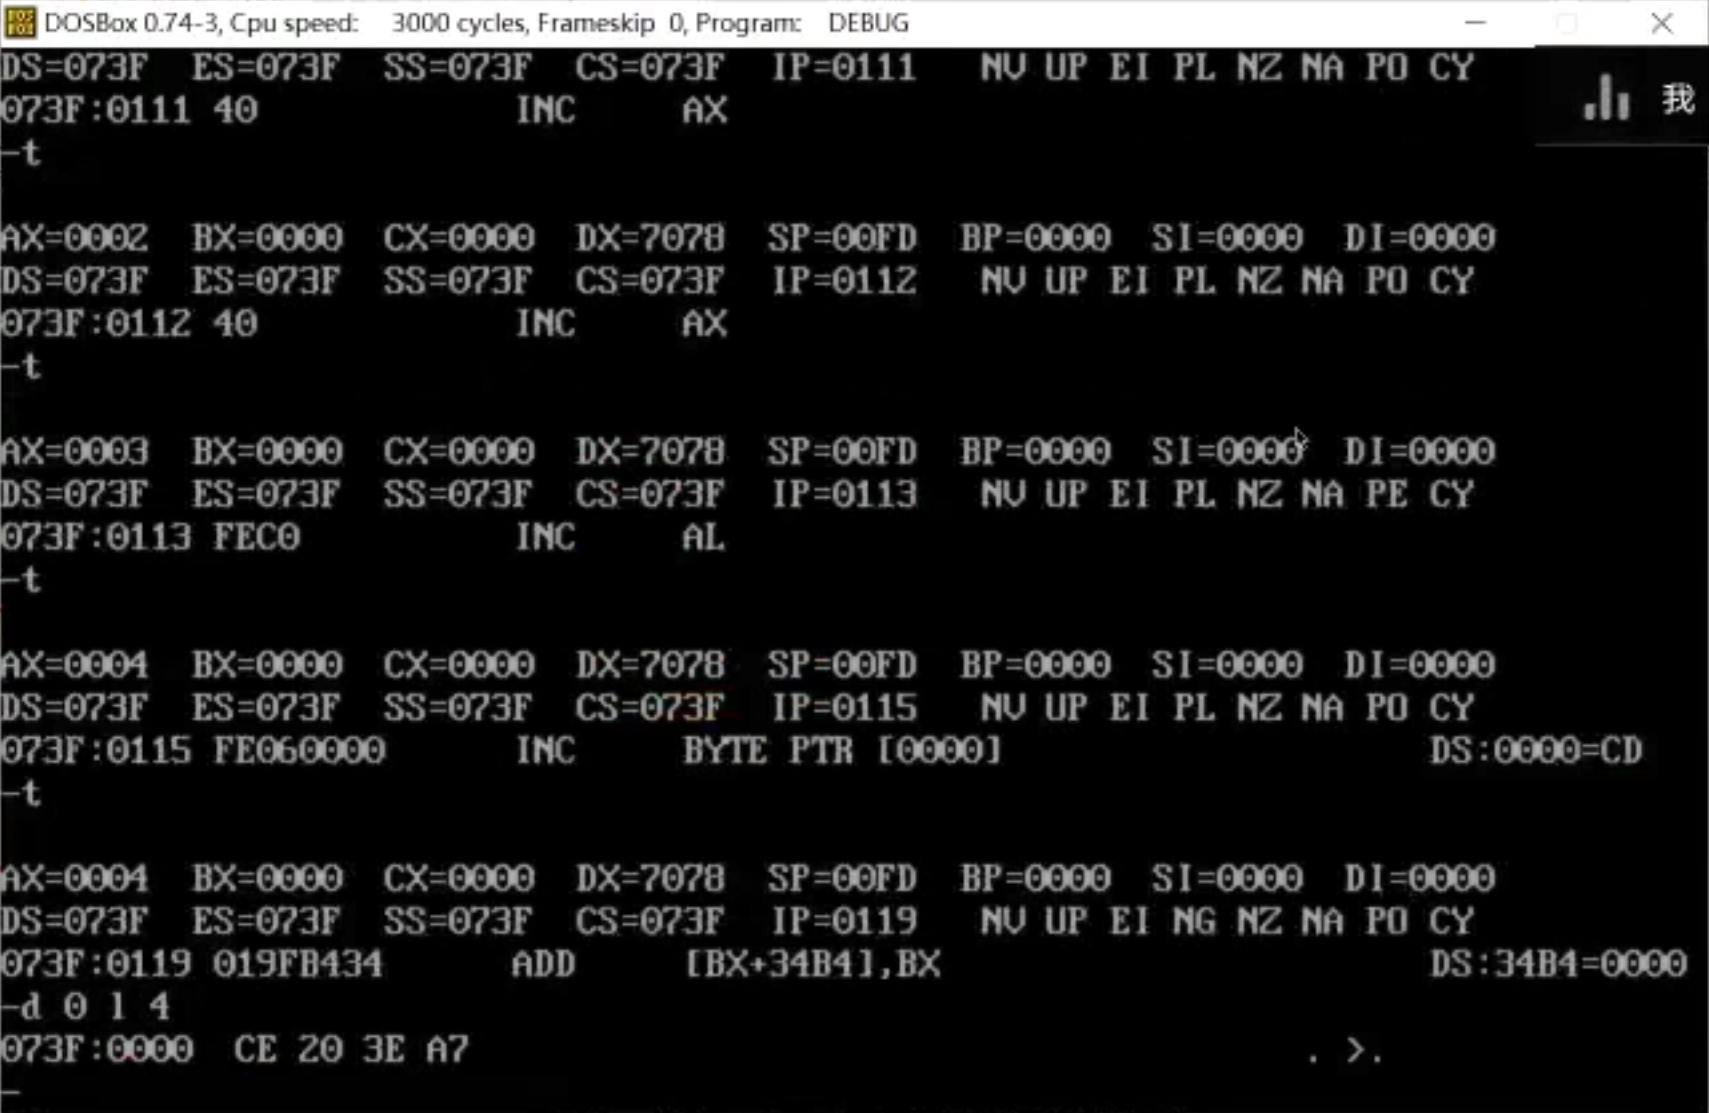 DOSBox 0.74-3, Cpu speed: 3000 cycles, Frameskip 0, Program: DEBUG
DS=073F ES=073F SS=073F CS=073F IP=0111 NV UP EI PL NZ NA PO CY
073F:0111 40 INC AX
-t
我
AX=0002 BX=0000 CX=0000 DX=7078 SP=00FD BP=0000 SI=0000 DI=0000
DS=073F ES=073F SS=073F CS=073F IP=0112 NV UP EI PL NZ NA PO CY
073F:0112 40 INC AX
-t
AX=0003 BX=0000 CX=0000 DX=7078 SP=00FD BP=0000 SI=0000 DI=0000
DS=073F ES=073F SS=073F CS=073F IP=0113 NV UP EI PL NZ NA PE CY
073F:0113 FEC0 INC AL
-t
AX=0004 BX=0000 CX=0000 DX=7078 SP=00FD BP=0000 SI=0000 DI=0000
DS=073F ES=073F SS=073F CS=073F IP=0115 NV UP EI PL NZ NA PO CY
073F:0115 FE060000 INC BYTE PTR [0000] DS:0000=CD
-t
AX=0004 BX=0000 CX=0000 DX=7078 SP=00FD BP=0000 SI=0000 DI=0000
DS=073F ES=073F SS=073F CS=073F IP=0119 NV UP EI NG NZ NA PO CY
073F:0119 019FB434 ADD [BX+34B4],BX DS:34B4=0000
-d 0 l 4
073F:0000 CE 20 3E A7 . >.
-